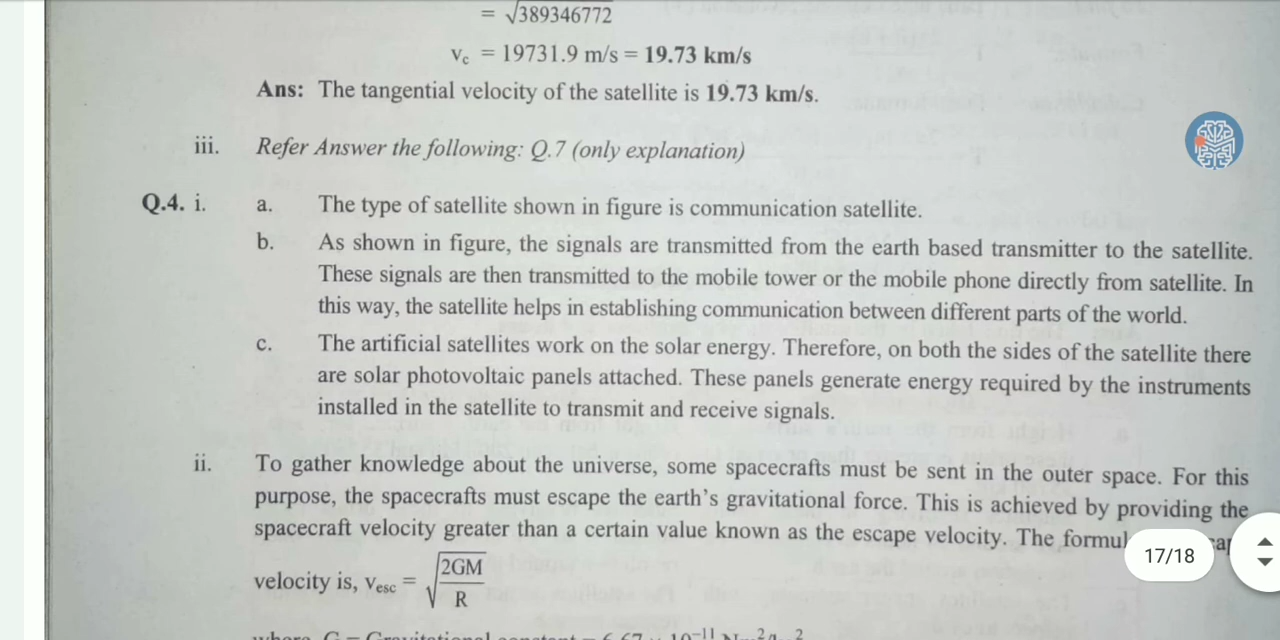 = √389346772
vc = 19731.9 m/s = 19.73 km/s
Ans: The tangential velocity of the satellite is 19.73 km/s.
iii. Refer Answer the following: Q.7 (only explanation)
Q.4. i. a. The type of satellite shown in figure is communication satellite.
b. As shown in figure, the signals are transmitted from the earth based transmitter to the satellite.
These signals are then transmitted to the mobile tower or the mobile phone directly from satellite. In
this way, the satellite helps in establishing communication between different parts of the world.
c. The artificial satellites work on the solar energy. Therefore, on both the sides of the satellite there
are solar photovoltaic panels attached. These panels generate energy required by the instruments
installed in the satellite to transmit and receive signals.
ii. To gather knowledge about the universe, some spacecrafts must be sent in the outer space. For this
purpose, the spacecrafts must escape the earth's gravitational force. This is achieved by providing the
spacecraft velocity greater than a certain value known as the escape velocity. The
17/18
velocity is, vesc = √(2GM/R)